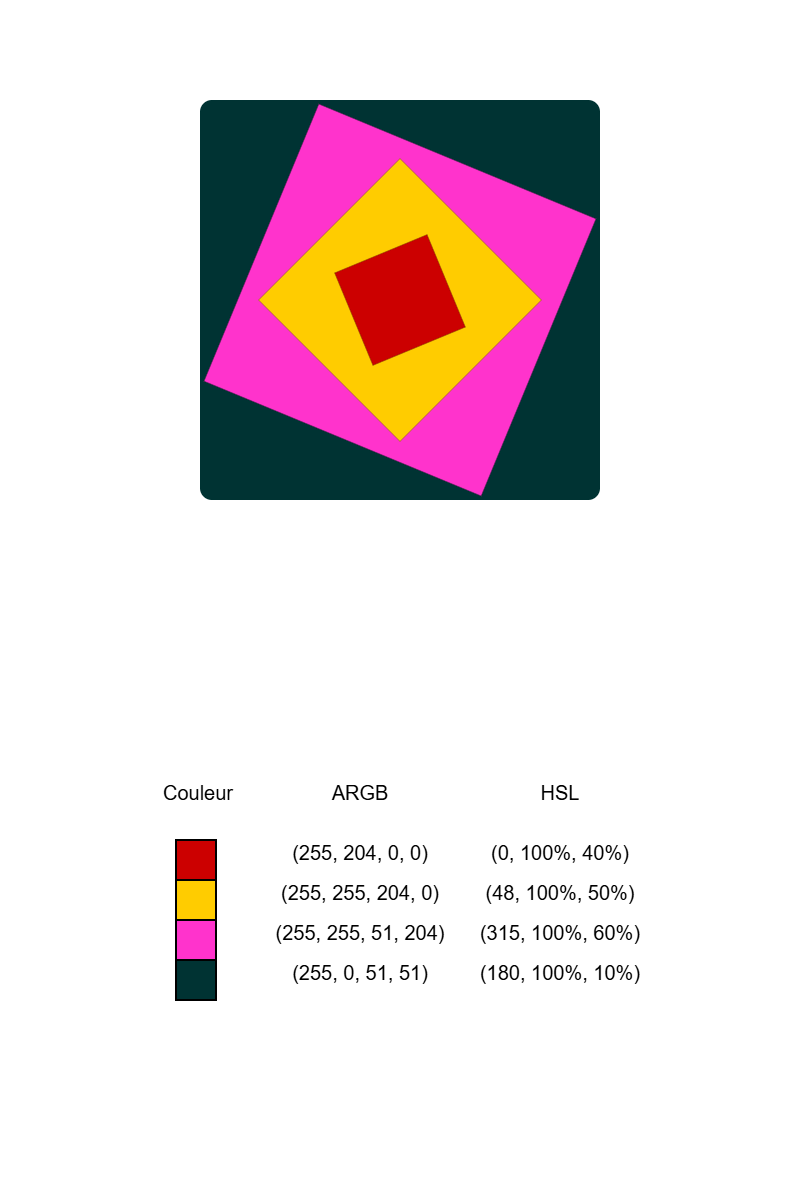 Couleur ARGB HSL
(255, 204, 0, 0) (0, 100%, 40%)
(255, 255, 204, 0) (48, 100%, 50%)
(255, 255, 51, 204) (315, 100%, 60%)
(255, 0, 51, 51) (180, 100%, 10%)